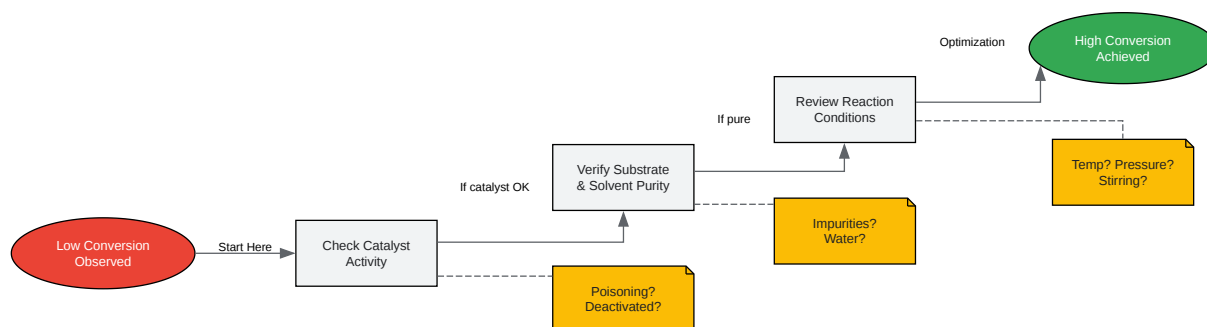 Low Conversion
Observed
Start Here
Check Catalyst
Activity
Poisoning?
Deactivated?
If catalyst OK
Verify Substrate
& Solvent Purity
Impurities?
Water?
If pure
Review Reaction
Conditions
Temp? Pressure?
Stirring?
Optimization
High Conversion
Achieved